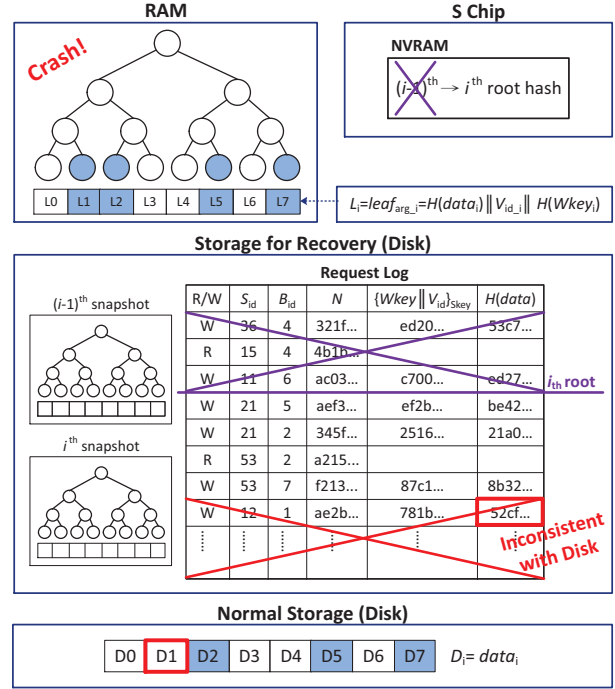 RAM
S Chip
Crash!
NVRAM
(i-1)th → i th root hash
L0 L1 L2 L3 L4 L5 L6 L7
Li=leafarg_i=H(datai)‖Vid_i‖ H(Wkeyi)
Storage for Recovery (Disk)
Request Log
(i-1)th snapshot
i th snapshot
R/W Sid Bid N {Wkey‖Vid}Skey H(data)
W 36 4 321f... ed20... 53c7...
R 15 4 4b1b...
W 11 6 ac03... c700... ed27...
ith root
W 21 5 aef3... ef2b... be42...
W 21 2 345f... 2516... 21a0...
R 53 2 a215...
W 53 7 f213... 87c1... 8b32...
W 12 1 ae2b... 781b... 52cf...
Inconsistent
with Disk
Normal Storage (Disk)
D0 D1 D2 D3 D4 D5 D6 D7 Di= datai